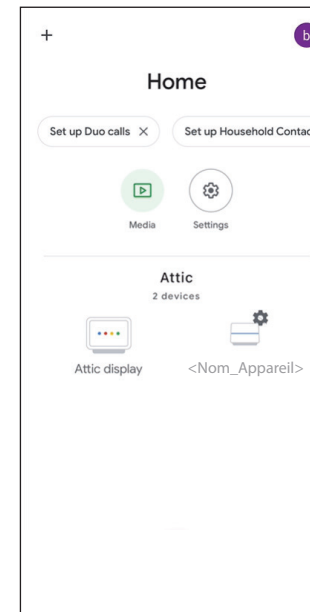 +
b
Home
Set up Duo calls ×
Set up Household Contac
Media
Settings
Attic
2 devices
Attic display
<Nom_Appareil>